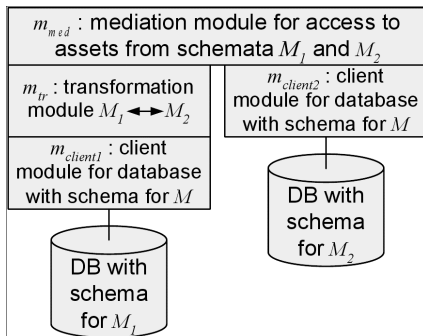 m_med : mediation module for access to
assets from schemata M_1 and M_2
m_tr : transformation
module M_1 ◄─► M_2
m_client1 : client
module for database
with schema for M
DB with
schema
for M_1
m_client2 : client
module for database
with schema for M
DB with
schema
for M_2